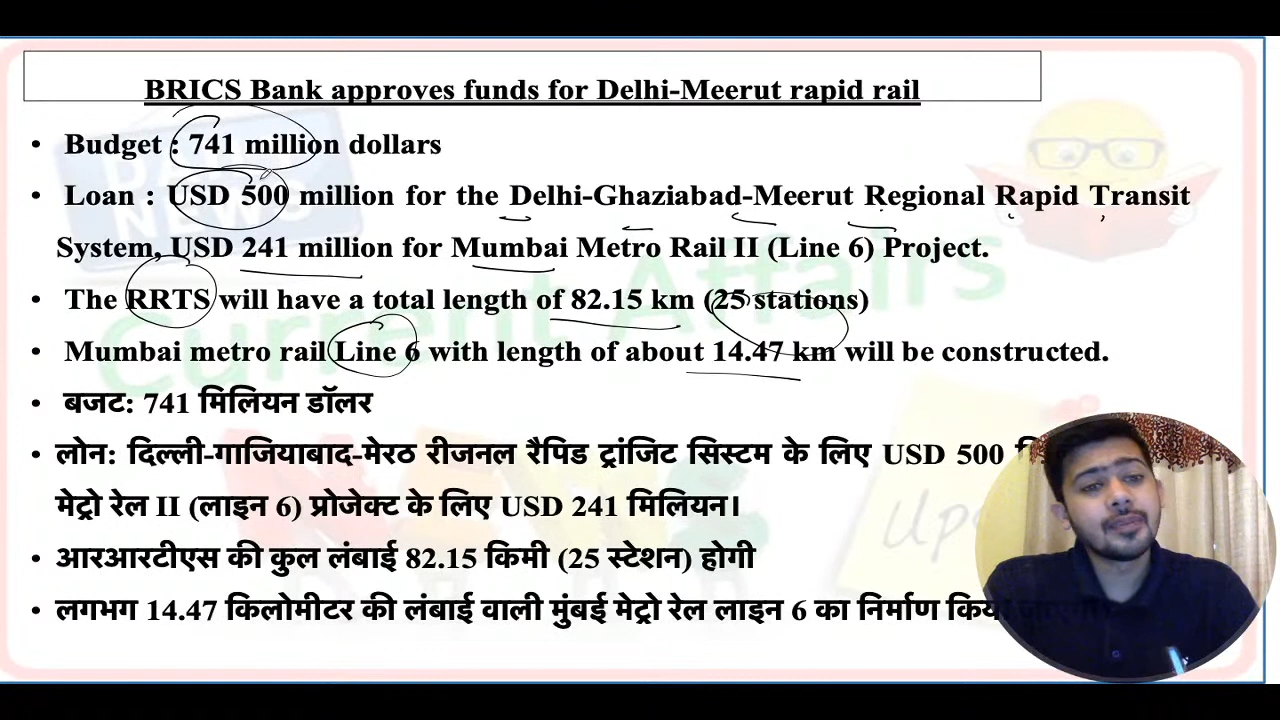 BRICS Bank approves funds for Delhi-Meerut rapid rail
• Budget : 741 million dollars
• Loan : USD 500 million for the Delhi-Ghaziabad-Meerut Regional Rapid Transit
System, USD 241 million for Mumbai Metro Rail II (Line 6) Project.
• The RRTS will have a total length of 82.15 km (25 stations)
• Mumbai metro rail Line 6 with length of about 14.47 km will be constructed.
• बजट: 741 मिलियन डॉलर
• लोन: दिल्ली-गाजियाबाद-मेरठ रीजनल रैपिड ट्रांजिट सिस्टम के लिए USD 500
मेट्रो रेल II (लाइन 6) प्रोजेक्ट के लिए USD 241 मिलियन।
• आरआरटीएस की कुल लंबाई 82.15 किमी (25 स्टेशन) होगी
• लगभग 14.47 किलोमीटर की लंबाई वाली मुंबई मेट्रो रेल लाइन 6 का निर्माण किया
Current Affairs
NEWS